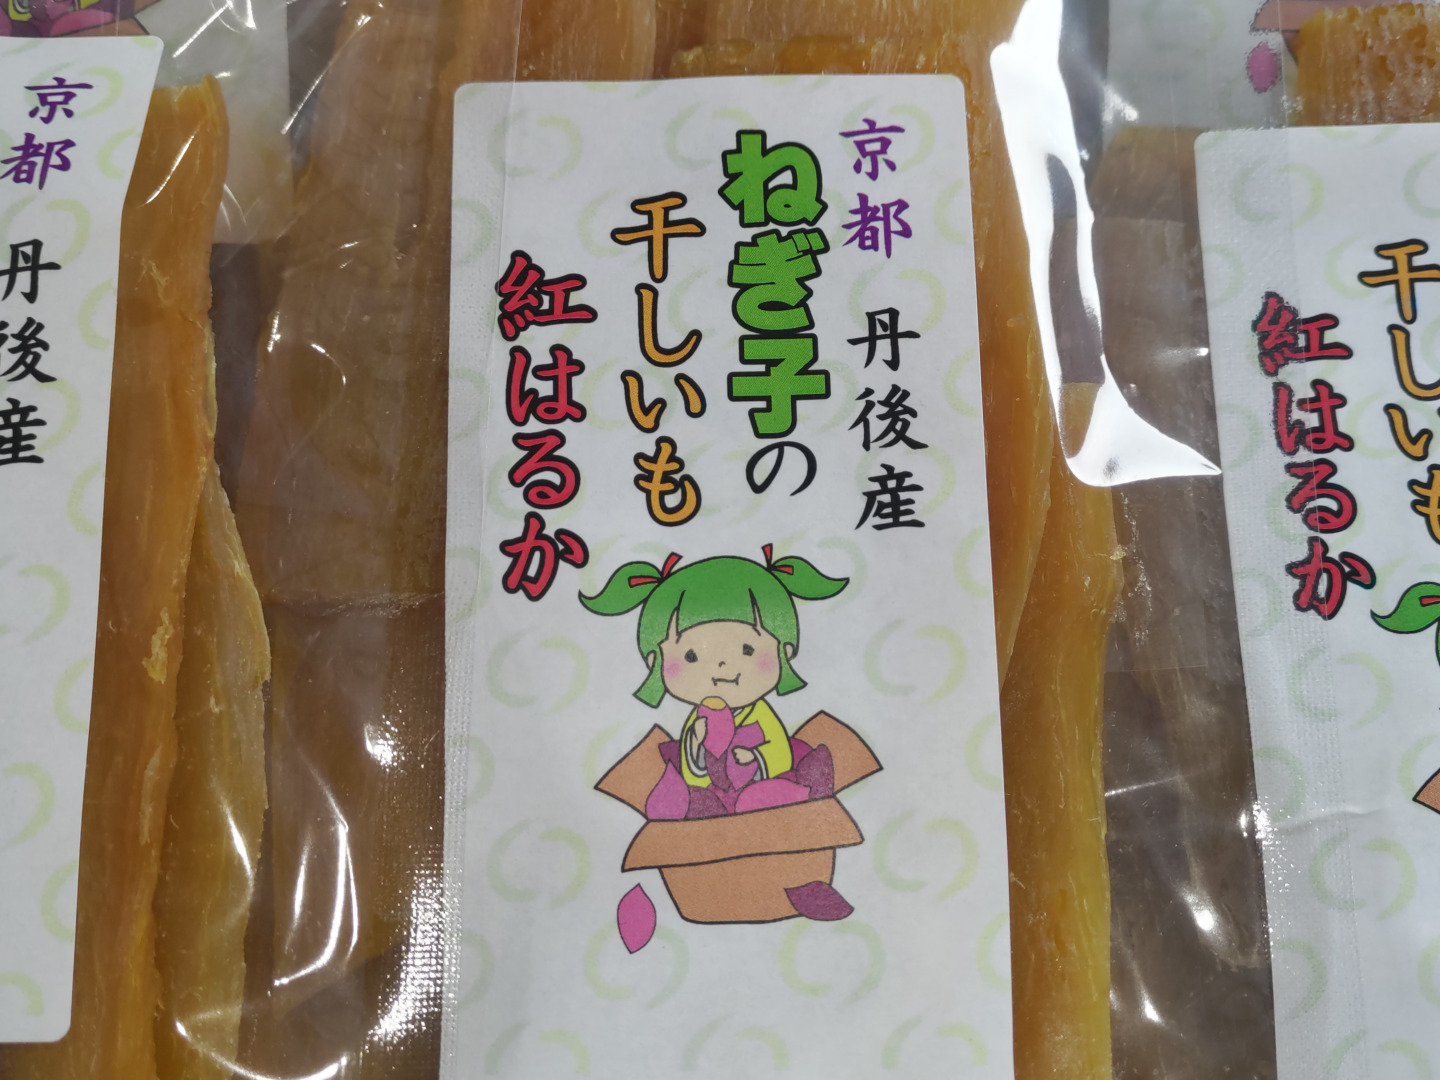 京都 丹後産
ねぎ子の
干しいも
紅はるか
京都 丹後産
干しいも
紅はるか